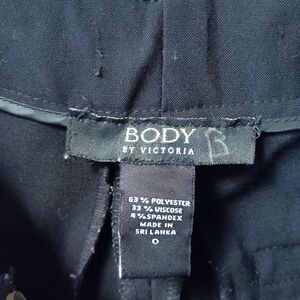 BODY
BY VICTORIA
B
63% POLYESTER
33% VISCOSE
4% SPANDEX
MADE IN
SRI LANKA
0